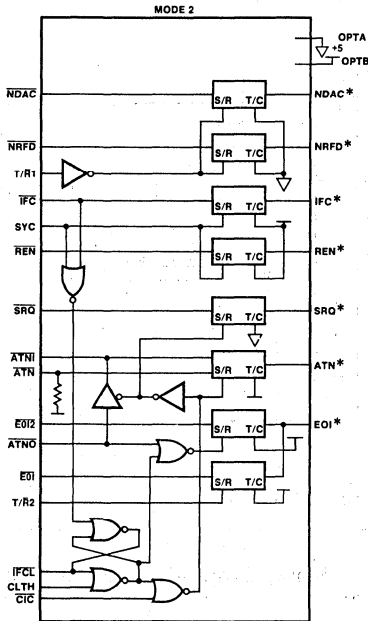 MODE 2
OPTA
+5
OPTB
NDAC
S/R T/C
NDAC*
NRFD
S/R T/C
NRFD*
T/R1
IFC
S/R T/C
IFC*
SYC
REN
S/R T/C
REN*
SRQ
S/R T/C
SRQ*
ATNI
S/R T/C
ATN*
ATN
EOI2
S/R T/C
EOI*
ATNO
EOI
S/R T/C
T/R2
IFCL
CLTH
CIC